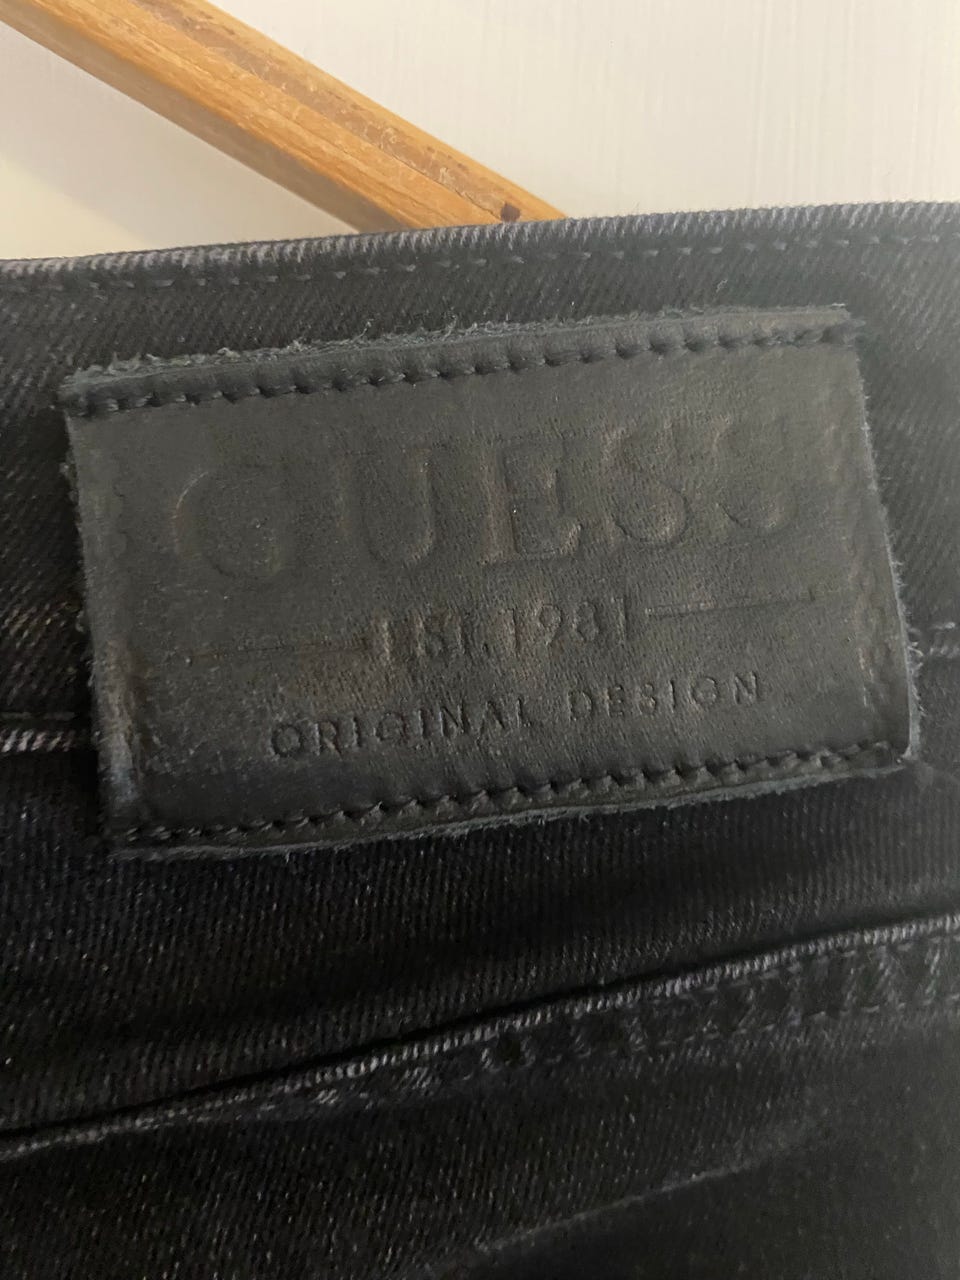 GUESS
EST. 1981
ORIGINAL DESIGN